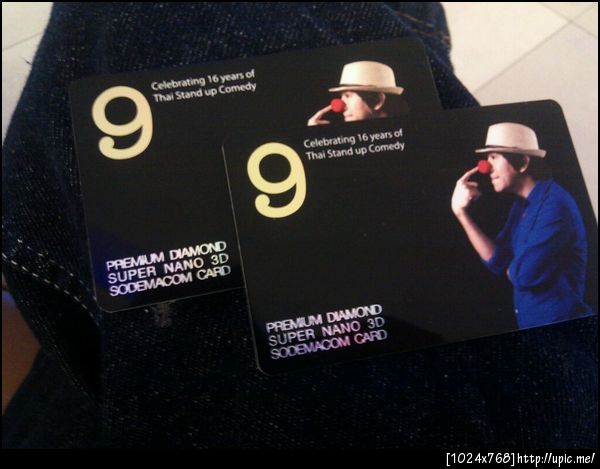 9
Celebrating 16 years of
Thai Stand up Comedy
PREMIUM DIAMOND
SUPER NANO 3D
SODEMACOM CARD
9
Celebrating 16 years of
Thai Stand up Comedy
PREMIUM DIAMOND
SUPER NANO 3D
SODEMACOM CARD
[1024x768]http://upic.me/